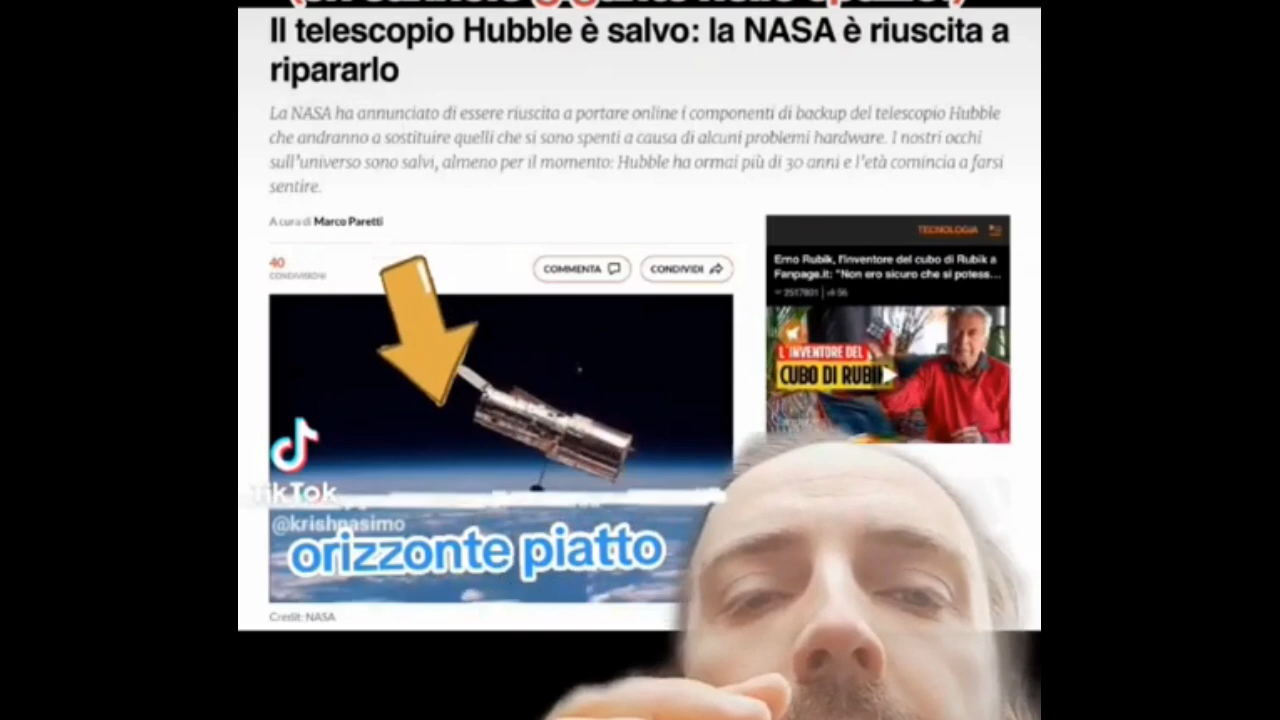 Il telescopio Hubble è salvo: la NASA è riuscita a
ripararlo
La NASA ha annunciato di essere riuscita a portare online i componenti di backup del telescopio Hubble
che andranno a sostituire quelli che si sono spenti a causa di alcuni problemi hardware. I nostri occhi
sull'universo sono salvi, almeno per il momento: Hubble ha ormai più di 30 anni e l'età comincia a farsi
sentire.
A cura di Marco Paretti
40
CONDIVISIONI
COMMENTA
CONDIVIDI
TECNOLOGIA
Erno Rubik, l'inventore del cubo di Rubik a
Fanpage.it: "Non ero sicuro che si potess...
L'INVENTORE DEL
CUBO DI RUBIK
TikTok
@krishnasimo
orizzonte piatto
Credit: NASA